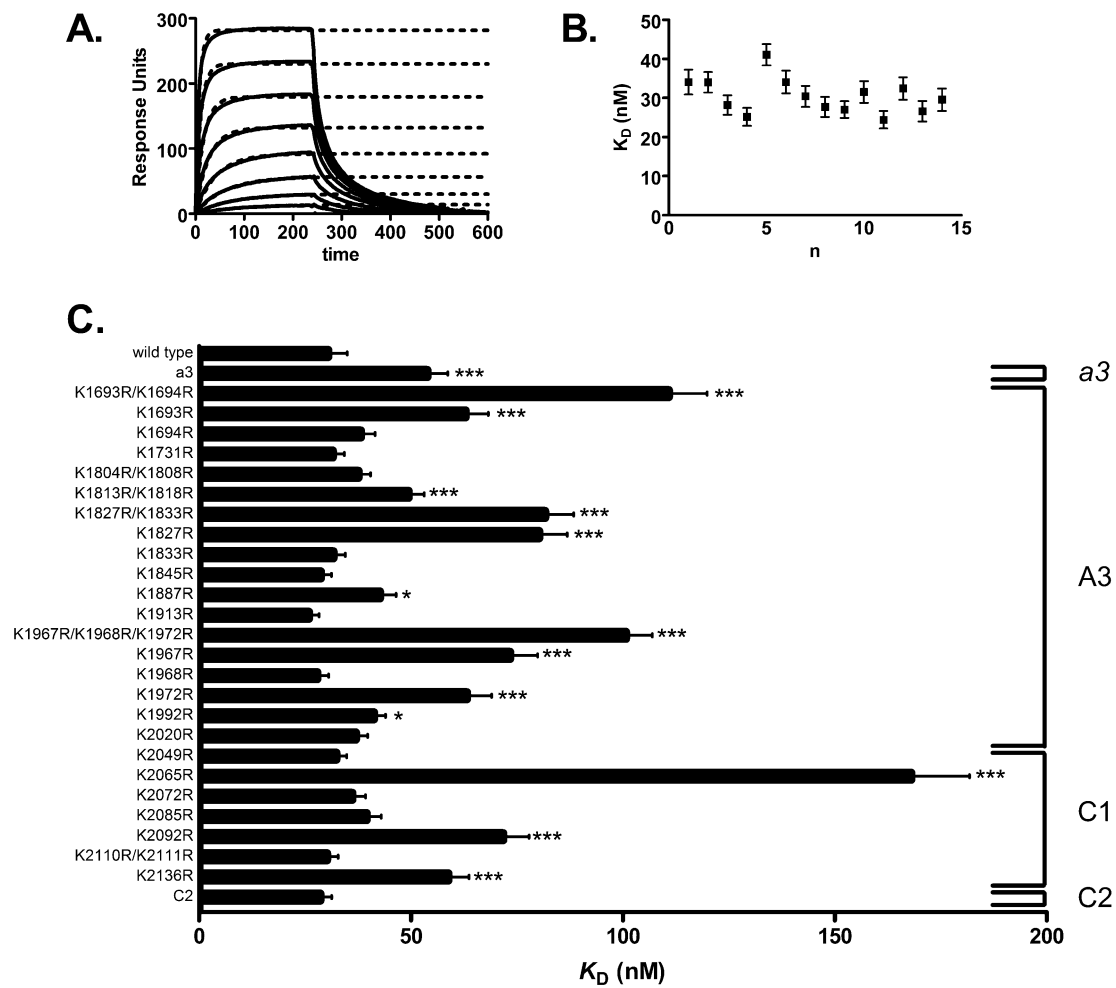 A.
Response Units
300
200
100
0
0 100 200 300 400 500 600
time
B.
K_D (nM)
50
40
30
20
10
0
0 5 10 15
n
C.
wild type
a3 *** a3
K1693R/K1694R ***
K1693R ***
K1694R
K1731R
K1804R/K1808R
K1813R/K1818R ***
K1827R/K1833R ***
K1827R ***
K1833R
K1845R A3
K1887R *
K1913R
K1967R/K1968R/K1972R ***
K1967R ***
K1968R
K1972R ***
K1992R *
K2020R
K2049R
K2065R ***
K2072R
K2085R C1
K2092R ***
K2110R/K2111R
K2136R ***
C2 C2
0 50 100 150 200
K_D (nM)